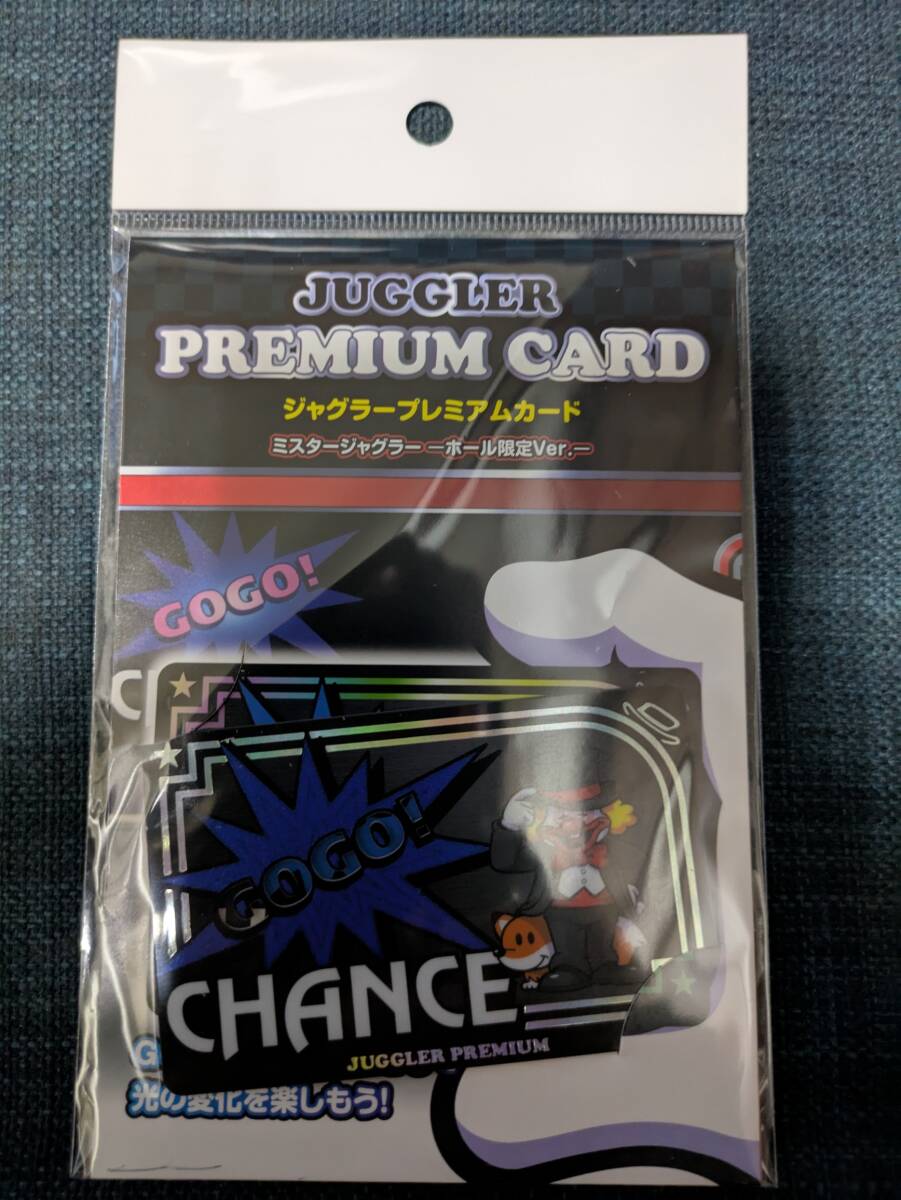 JUGGLER
PREMIUM CARD
ジャグラープレミアムカード
ミスタージャグラー ーホール限定Ver.ー
GOGO!
GOGO!
CHANCE
JUGGLER PREMIUM
光の変化を楽しもう!